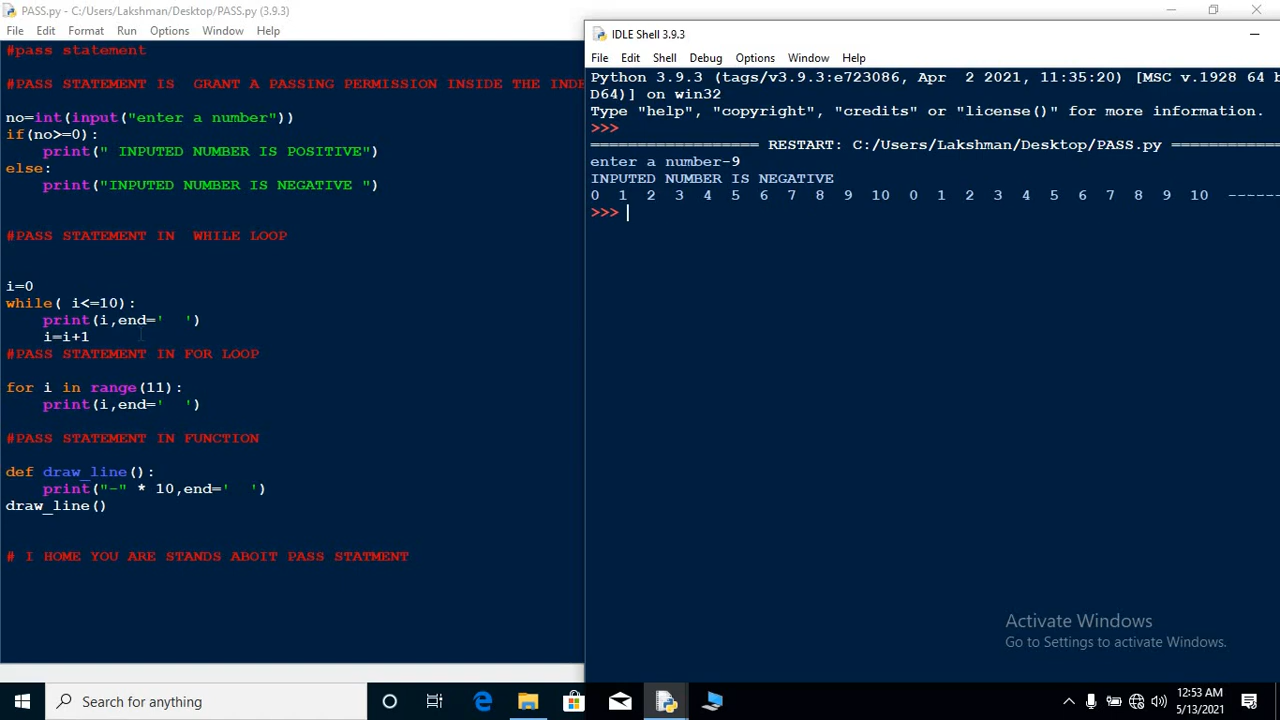 PASS.py - C:/Users/Lakshman/Desktop/PASS.py (3.9.3)
File Edit Format Run Options Window Help
#pass statement
#PASS STATEMENT IS  GRANT A PASSING PERMISSION INSIDE THE INDE
no=int(input("enter a number"))
if(no>=0):
    print(" INPUTED NUMBER IS POSITIVE")
else:
    print("INPUTED NUMBER IS NEGATIVE ")
#PASS STATEMENT IN  WHILE LOOP
i=0
while( i<=10):
    print(i,end='  ')
    i=i+1
#PASS STATEMENT IN FOR LOOP
for i in range(11):
    print(i,end='  ')
#PASS STATEMENT IN FUNCTION
def draw_line():
    print("-" * 10,end='  ')
draw_line()
# I HOME YOU ARE STANDS ABOIT PASS STATMENT
IDLE Shell 3.9.3
File Edit Shell Debug Options Window Help
Python 3.9.3 (tags/v3.9.3:e723086, Apr  2 2021, 11:35:20) [MSC v.1928 64 b
D64)] on win32
Type "help", "copyright", "credits" or "license()" for more information.
>>>
================== RESTART: C:/Users/Lakshman/Desktop/PASS.py ============
enter a number-9
INPUTED NUMBER IS NEGATIVE
0  1  2  3  4  5  6  7  8  9  10  0  1  2  3  4  5  6  7  8  9  10  ------
>>>
Activate Windows
Go to Settings to activate Windows.
Search for anything
12:53 AM
5/13/2021